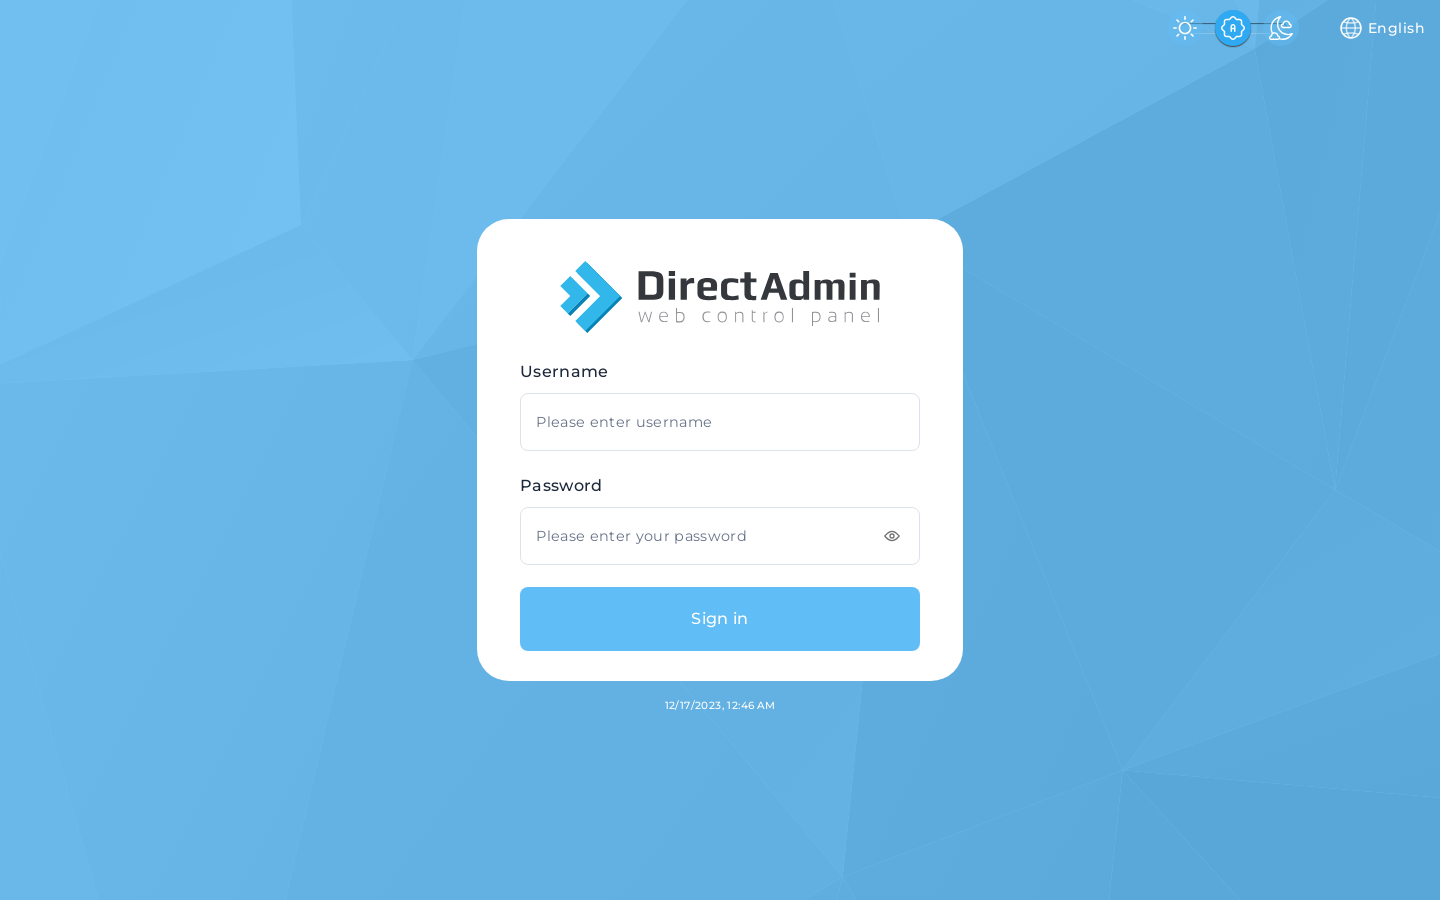 English
DirectAdmin
web control panel
Username
Please enter username
Password
Please enter your password
Sign in
12/17/2023, 12:46 AM